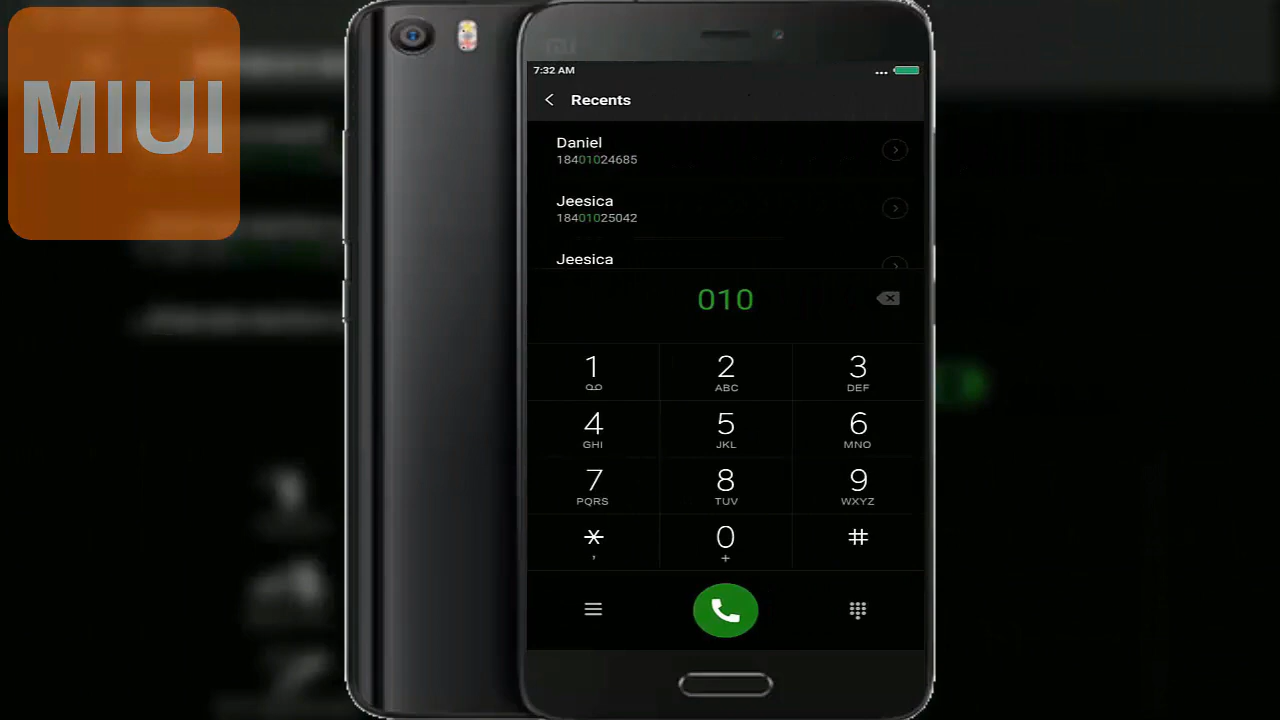 MIUI
7:32 AM
Recents
Daniel
18401024685
Jeesica
18401025042
Jeesica
010
1
2
ABC
3
DEF
4
GHI
5
JKL
6
MNO
7
PQRS
8
TUV
9
WXYZ
*
,
0
+
#